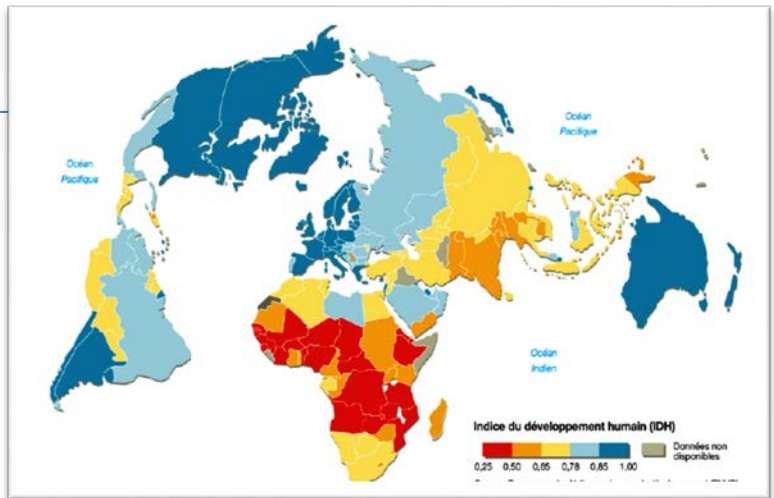 Océan
Pacifique
Océan
Pacifique
Océan
Indien
Indice du développement humain (IDH)
0,25 0,50 0,65 0,78 0,85 1,00
Données non
disponibles